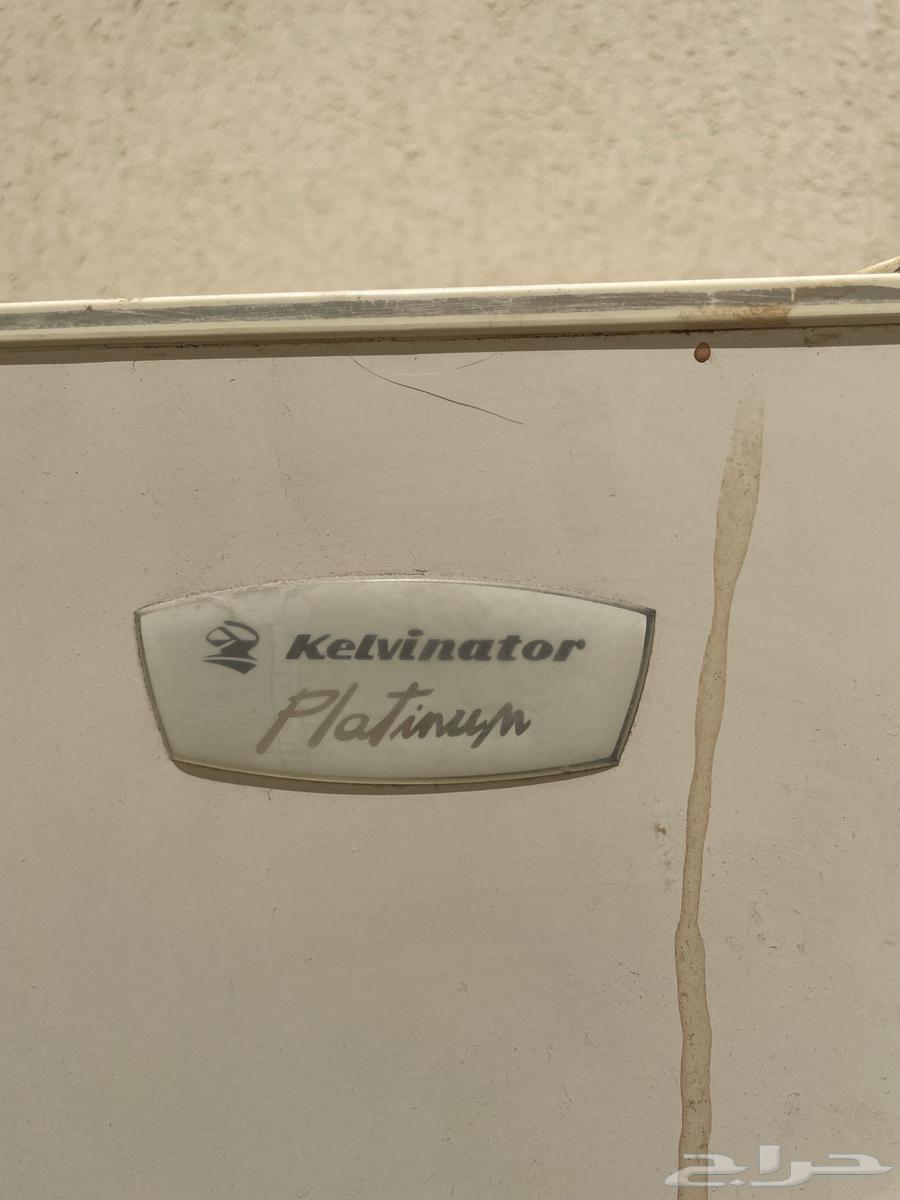 Kelvinator
Platinum
حراج